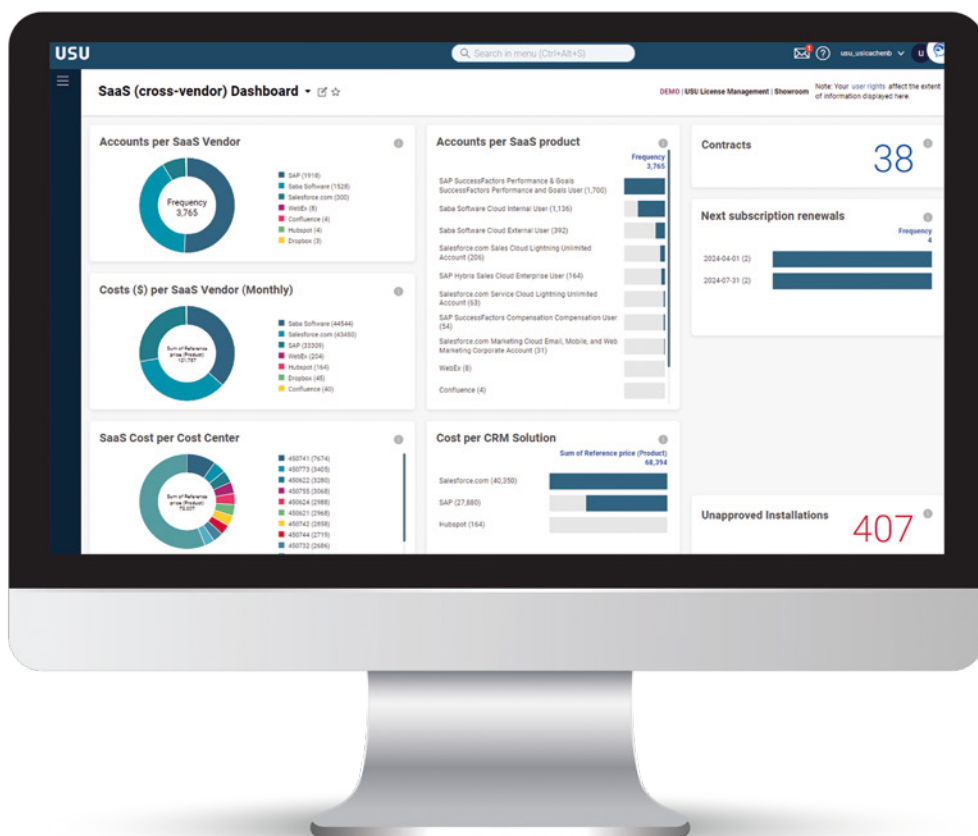 USU
Search in menu (Ctrl+Alt+S)
1
usu_usicachenb
U
SaaS (cross-vendor) Dashboard
DEMO | USU License Management | Showroom
Note: Your user rights affect the extent
of information displayed here.
Accounts per SaaS Vendor
Frequency
3,765
SAP (1918)
Saba Software (1528)
Salesforce.com (300)
WebEx (8)
Confluence (4)
Hubspot (4)
Dropbox (3)
Costs ($) per SaaS Vendor (Monthly)
Sum of Reference
price (Product)
Saba Software (44544)
Salesforce.com (43450)
SAP (33309)
WebEx (204)
Hubspot (164)
Dropbox (45)
Confluence (40)
SaaS Cost per Cost Center
Sum of Reference
price (Product)
450741 (7674)
450773 (3405)
450622 (3280)
450755 (3068)
450624 (2988)
450621 (2968)
450742 (2858)
450744 (2719)
450732 (2686)
Accounts per SaaS product
Frequency
3,765
SAP SuccessFactors Performance & Goals
SuccessFactors Performance and Goals User (1,700)
Saba Software Cloud Internal User (1,136)
Saba Software Cloud External User (392)
Salesforce.com Sales Cloud Lightning Unlimited
Account (206)
SAP Hybris Sales Cloud Enterprise User (164)
Salesforce.com Service Cloud Lightning Unlimited
Account (63)
SAP SuccessFactors Compensation Compensation User
(54)
Salesforce.com Marketing Cloud Email, Mobile, and Web
Marketing Corporate Account (31)
WebEx (8)
Confluence (4)
Cost per CRM Solution
Sum of Reference price (Product)
68,394
Salesforce.com (40,350)
SAP (27,880)
Hubspot (164)
Contracts
38
Next subscription renewals
Frequency
4
2024-04-01 (2)
2024-07-31 (2)
Unapproved Installations
407